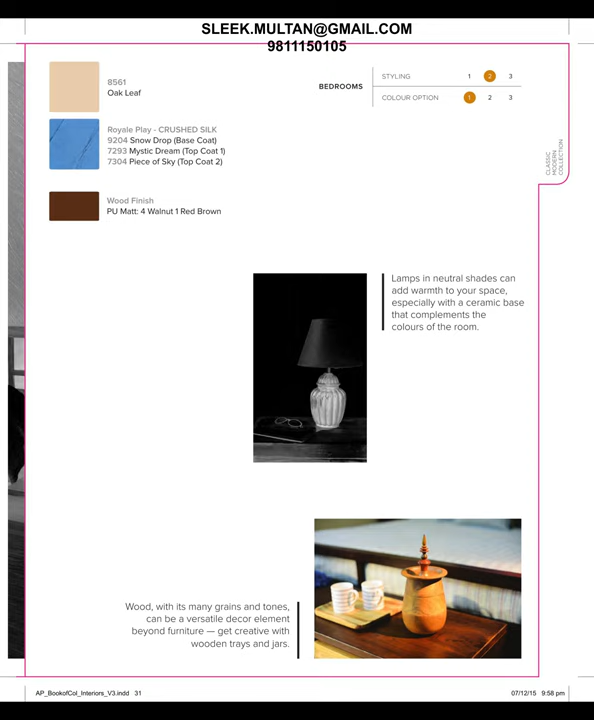 SLEEK.MULTAN@GMAIL.COM
9811150105
8561
Oak Leaf
BEDROOMS
STYLING 1 2 3
COLOUR OPTION 1 2 3
Royale Play - CRUSHED SILK
9204 Snow Drop (Base Coat)
7293 Mystic Dream (Top Coat 1)
7304 Piece of Sky (Top Coat 2)
CLASSIC
MODERN
COLLECTION
Wood Finish
PU Matt: 4 Walnut 1 Red Brown
Lamps in neutral shades can
add warmth to your space,
especially with a ceramic base
that complements the
colours of the room.
Wood, with its many grains and tones,
can be a versatile decor element
beyond furniture — get creative with
wooden trays and jars.
AP_BookofCol_Interiors_V3.indd 31
07/12/15 9:58 pm